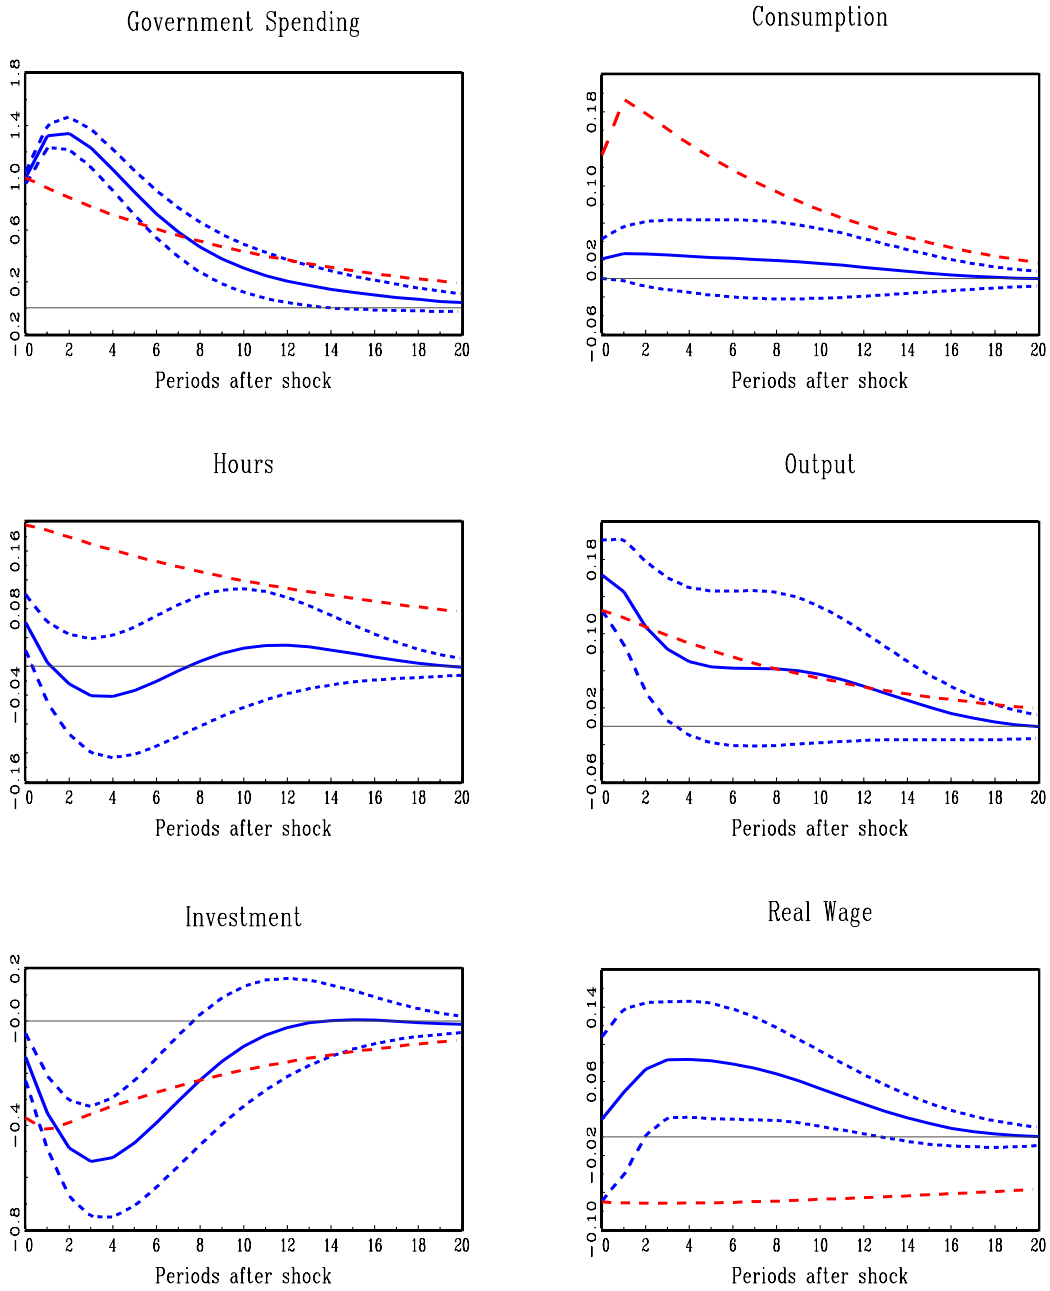 Government Spending
1.8
1.4
1.0
0.6
0.2
-0.2
0 2 4 6 8 10 12 14 16 18 20
Periods after shock
Consumption
0.18
0.10
0.02
-0.06
0 2 4 6 8 10 12 14 16 18 20
Periods after shock
Hours
0.16
0.08
-0.04
-0.16
0 2 4 6 8 10 12 14 16 18 20
Periods after shock
Output
0.18
0.10
0.02
-0.06
0 2 4 6 8 10 12 14 16 18 20
Periods after shock
Investment
0.2
-0.0
-0.4
-0.8
0 2 4 6 8 10 12 14 16 18 20
Periods after shock
Real Wage
0.14
0.06
-0.02
-0.10
0 2 4 6 8 10 12 14 16 18 20
Periods after shock